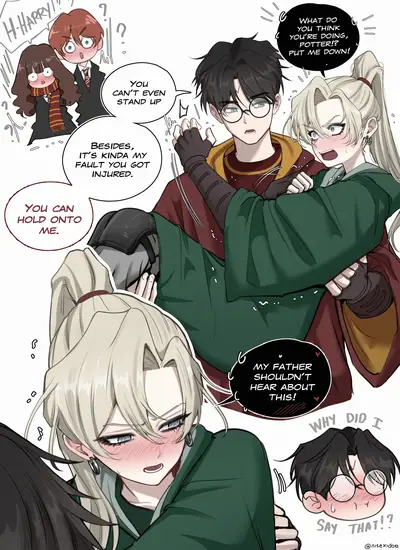 H-HARRY!?
WHAT DO
YOU THINK
YOU'RE DOING,
POTTER!?
PUT ME DOWN!
YOU
CAN'T EVEN
STAND UP
BESIDES,
IT'S KINDA MY
FAULT YOU GOT
INJURED.
YOU CAN
HOLD ONTO
ME.
MY FATHER
SHOULDN'T
HEAR ABOUT
THIS!
WHY DID I
SAY THAT!?